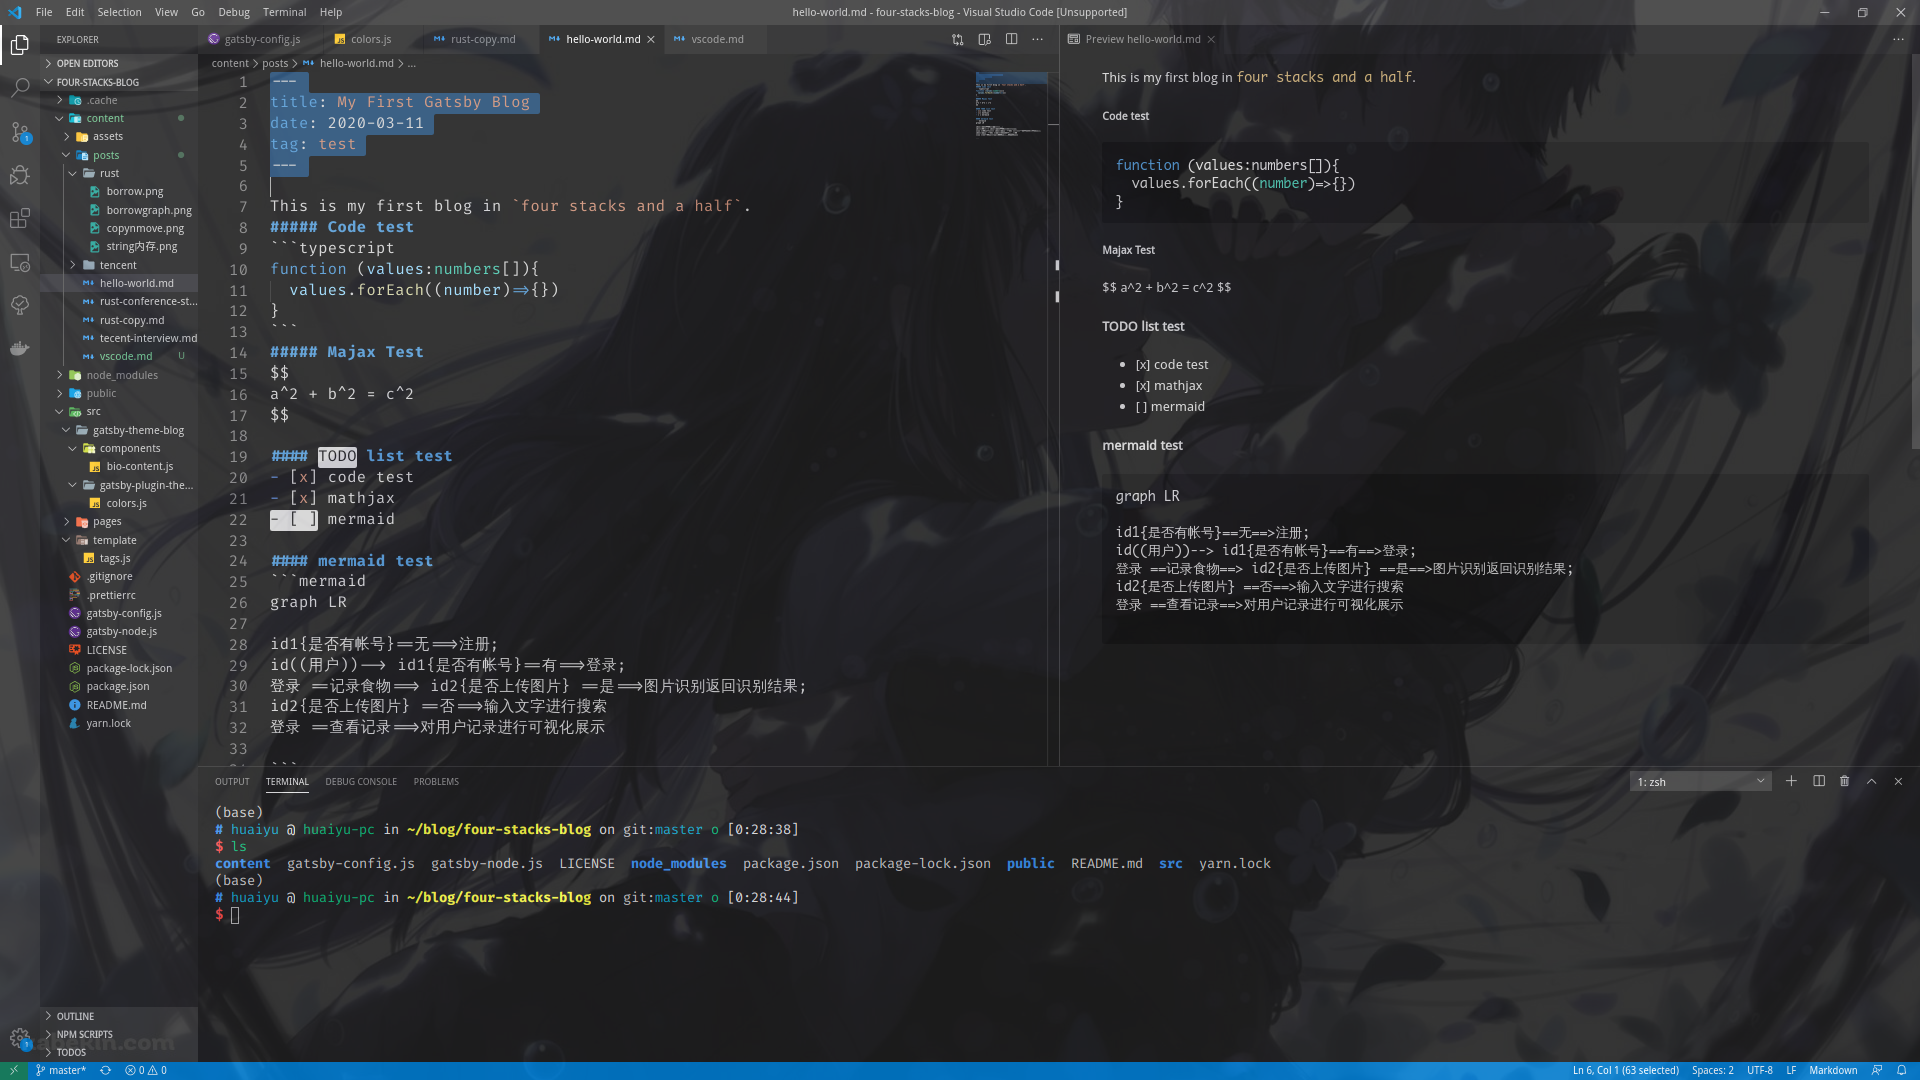 File Edit Selection View Go Debug Terminal Help
hello-world.md - four-stacks-blog - Visual Studio Code [Unsupported]
EXPLORER
OPEN EDITORS
FOUR-STACKS-BLOG
.cache
content
assets
posts
rust
borrow.png
borrowgraph.png
copynmove.png
string内存.png
tencent
hello-world.md
rust-conference-st...
rust-copy.md
tecent-interview.md
vscode.md U
node_modules
public
src
gatsby-theme-blog
components
bio-content.js
gatsby-plugin-the...
colors.js
pages
template
tags.js
.gitignore
.prettierrc
gatsby-config.js
gatsby-node.js
LICENSE
package-lock.json
package.json
README.md
yarn.lock
OUTLINE
NPM SCRIPTS
TODOS
gatsby-config.js colors.js rust-copy.md hello-world.md vscode.md
content > posts > hello-world.md > ...
1 ---
2 title: My First Gatsby Blog
3 date: 2020-03-11
4 tag: test
5 ---
6
7 This is my first blog in `four stacks and a half`.
8 ##### Code test
9 ```typescript
10 function (values:numbers[]){
11 values.forEach((number)=>{})
12 }
13 ```
14 ##### Majax Test
15 $$
16 a^2 + b^2 = c^2
17 $$
18
19 #### TODO list test
20 - [x] code test
21 - [x] mathjax
22 - [ ] mermaid
23
24 #### mermaid test
25 ```mermaid
26 graph LR
27
28 id1{是否有帐号}==无==>注册;
29 id((用户))--> id1{是否有帐号}==有==>登录;
30 登录 ==记录食物==> id2{是否上传图片} ==是==>图片识别返回识别结果;
31 id2{是否上传图片} ==否==>输入文字进行搜索
32 登录 ==查看记录==>对用户记录进行可视化展示
33
```
Preview hello-world.md
This is my first blog in four stacks and a half.
Code test
function (values:numbers[]){
values.forEach((number)=>{})
}
Majax Test
$$ a^2 + b^2 = c^2 $$
TODO list test
[x] code test
[x] mathjax
[ ] mermaid
mermaid test
graph LR
id1{是否有帐号}==无==>注册;
id((用户))--> id1{是否有帐号}==有==>登录;
登录 ==记录食物==> id2{是否上传图片} ==是==>图片识别返回识别结果;
id2{是否上传图片} ==否==>输入文字进行搜索
登录 ==查看记录==>对用户记录进行可视化展示
OUTPUT TERMINAL DEBUG CONSOLE PROBLEMS
1: zsh
(base)
# huaiyu @ huaiyu-pc in ~/blog/four-stacks-blog on git:master o [0:28:38]
$ ls
content gatsby-config.js gatsby-node.js LICENSE node_modules package.json package-lock.json public README.md src yarn.lock
(base)
# huaiyu @ huaiyu-pc in ~/blog/four-stacks-blog on git:master o [0:28:44]
$
master* 0 0
Ln 6, Col 1 (63 selected) Spaces: 2 UTF-8 LF Markdown